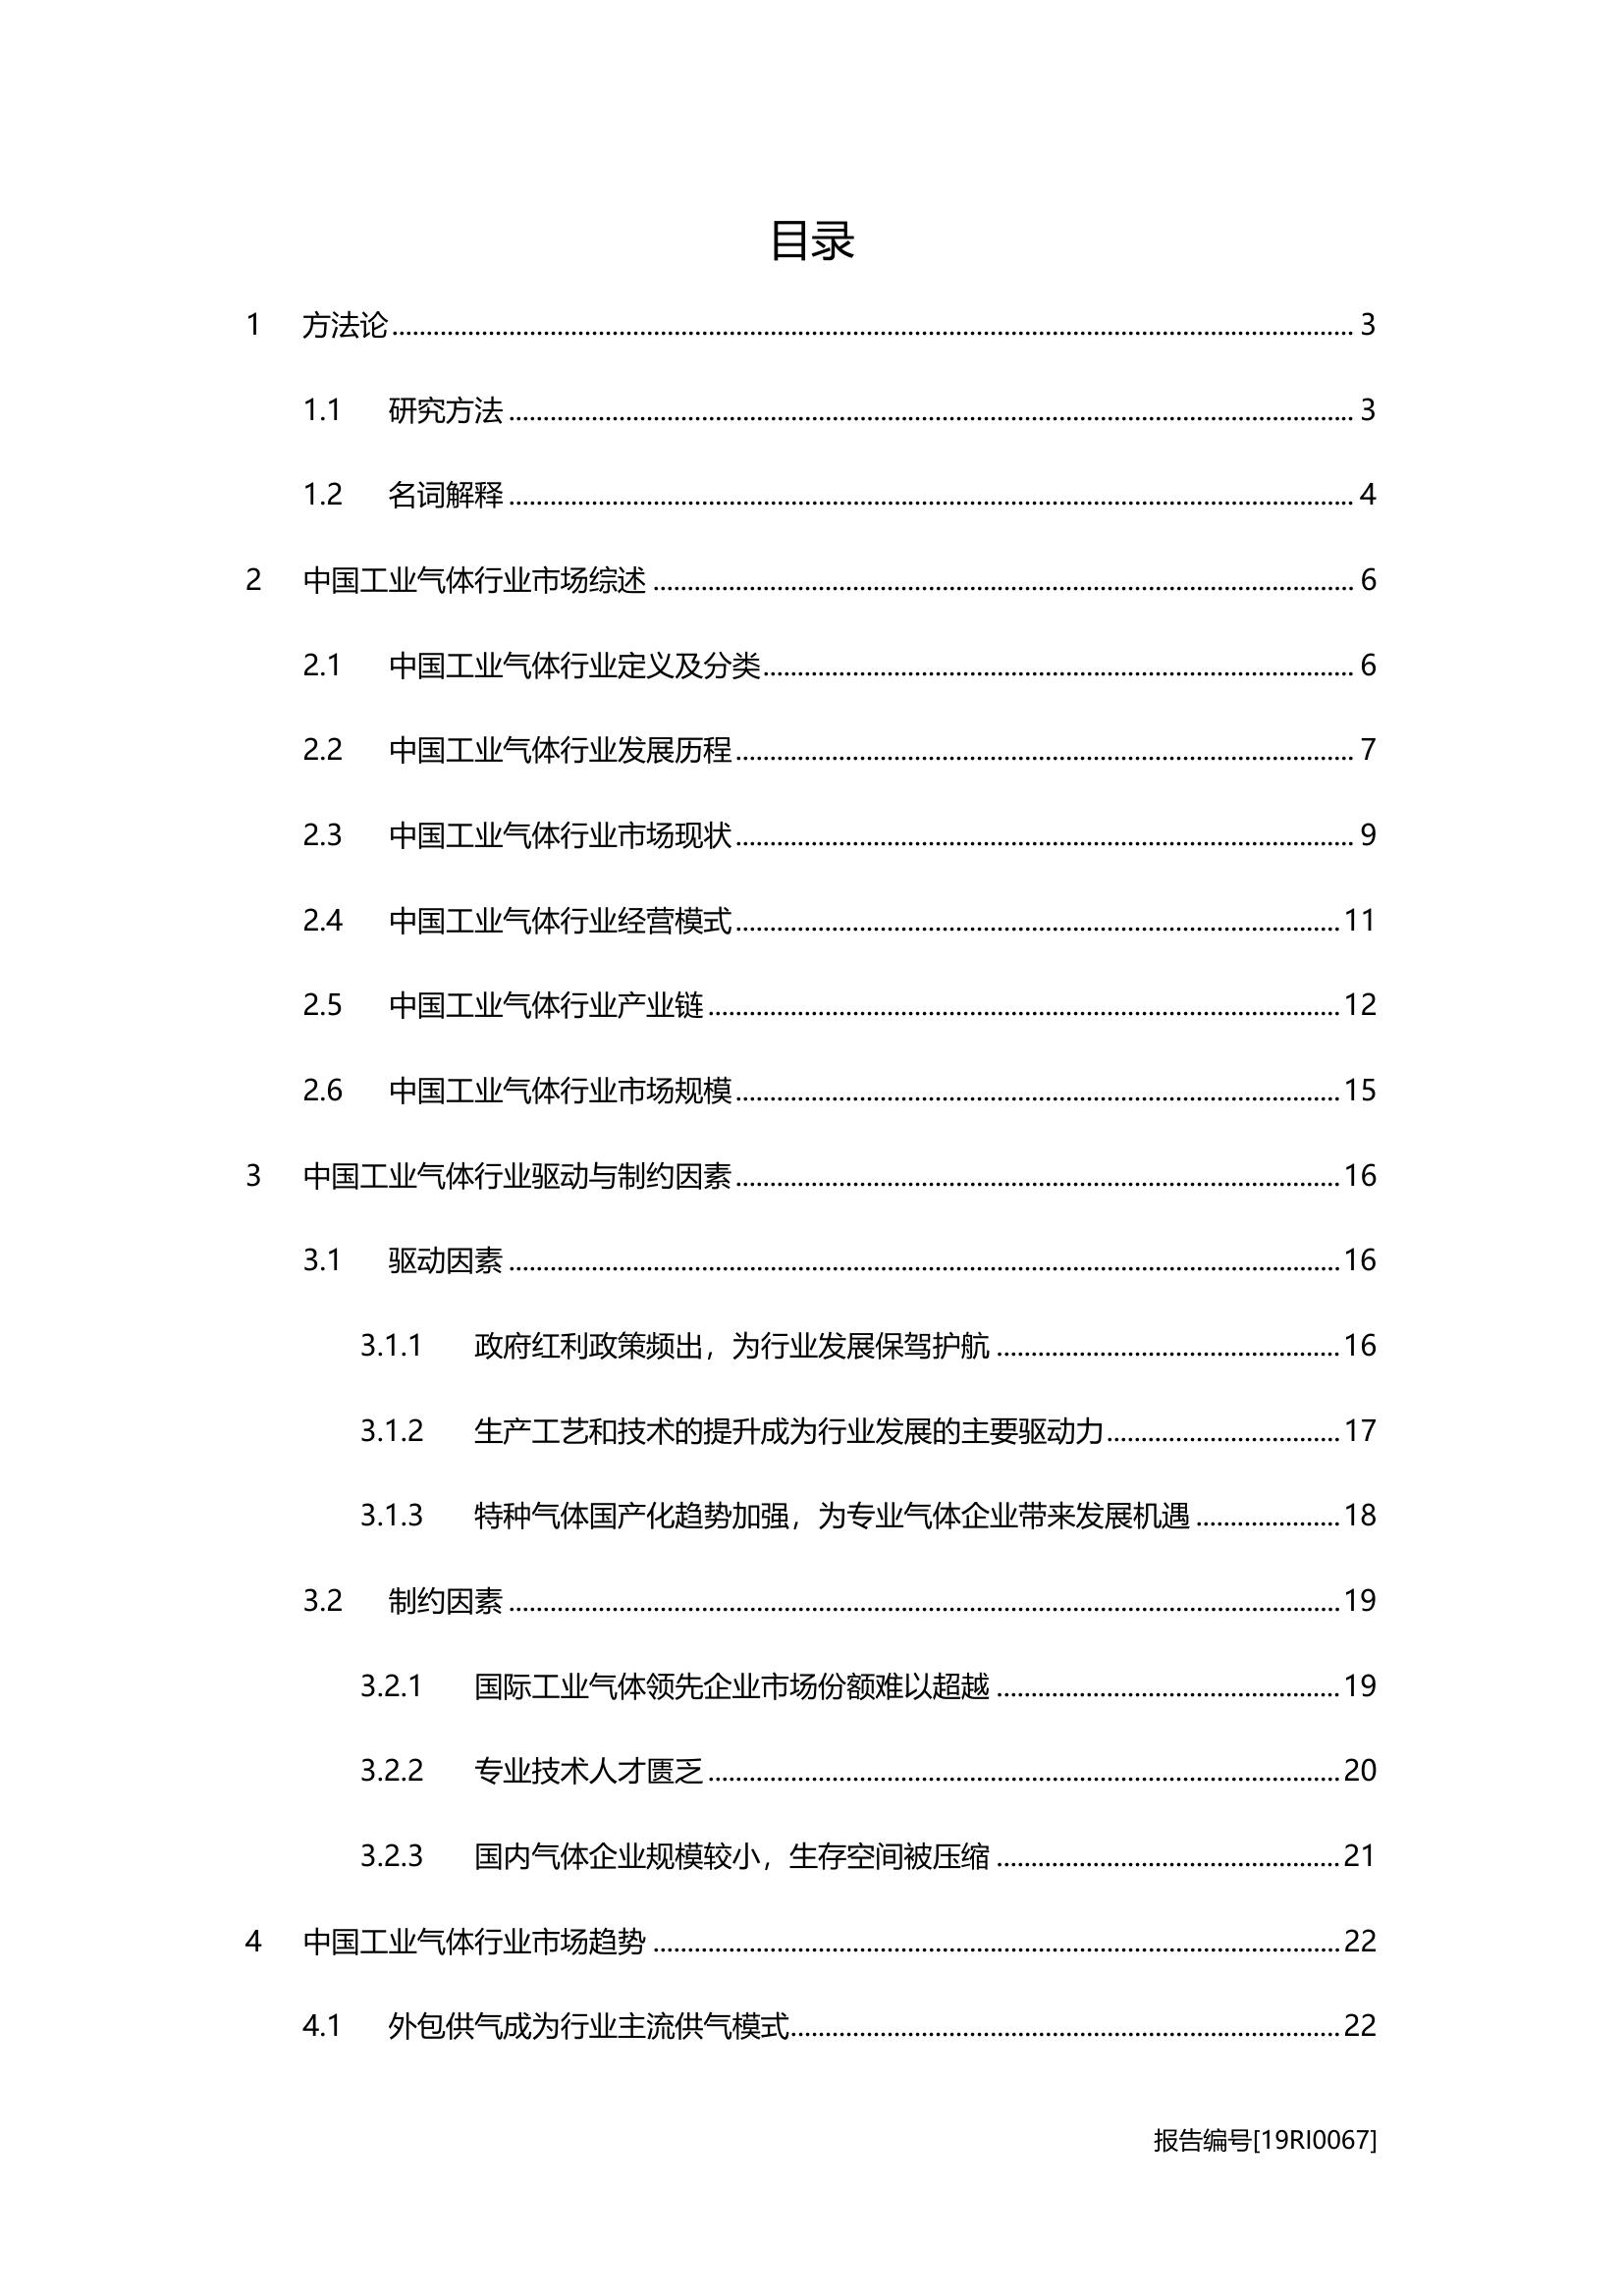 目录
1 方法论 3
1.1 研究方法 3
1.2 名词解释 4
2 中国工业气体行业市场综述 6
2.1 中国工业气体行业定义及分类 6
2.2 中国工业气体行业发展历程 7
2.3 中国工业气体行业市场现状 9
2.4 中国工业气体行业经营模式 11
2.5 中国工业气体行业产业链 12
2.6 中国工业气体行业市场规模 15
3 中国工业气体行业驱动与制约因素 16
3.1 驱动因素 16
3.1.1 政府红利政策频出，为行业发展保驾护航 16
3.1.2 生产工艺和技术的提升成为行业发展的主要驱动力 17
3.1.3 特种气体国产化趋势加强，为专业气体企业带来发展机遇 18
3.2 制约因素 19
3.2.1 国际工业气体领先企业市场份额难以超越 19
3.2.2 专业技术人才匮乏 20
3.2.3 国内气体企业规模较小，生存空间被压缩 21
4 中国工业气体行业市场趋势 22
4.1 外包供气成为行业主流供气模式 22
报告编号[19RI0067]